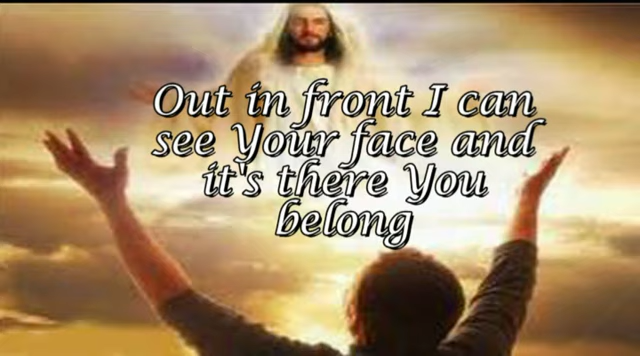 Out in front I can
see Your face and
it's there You
belong